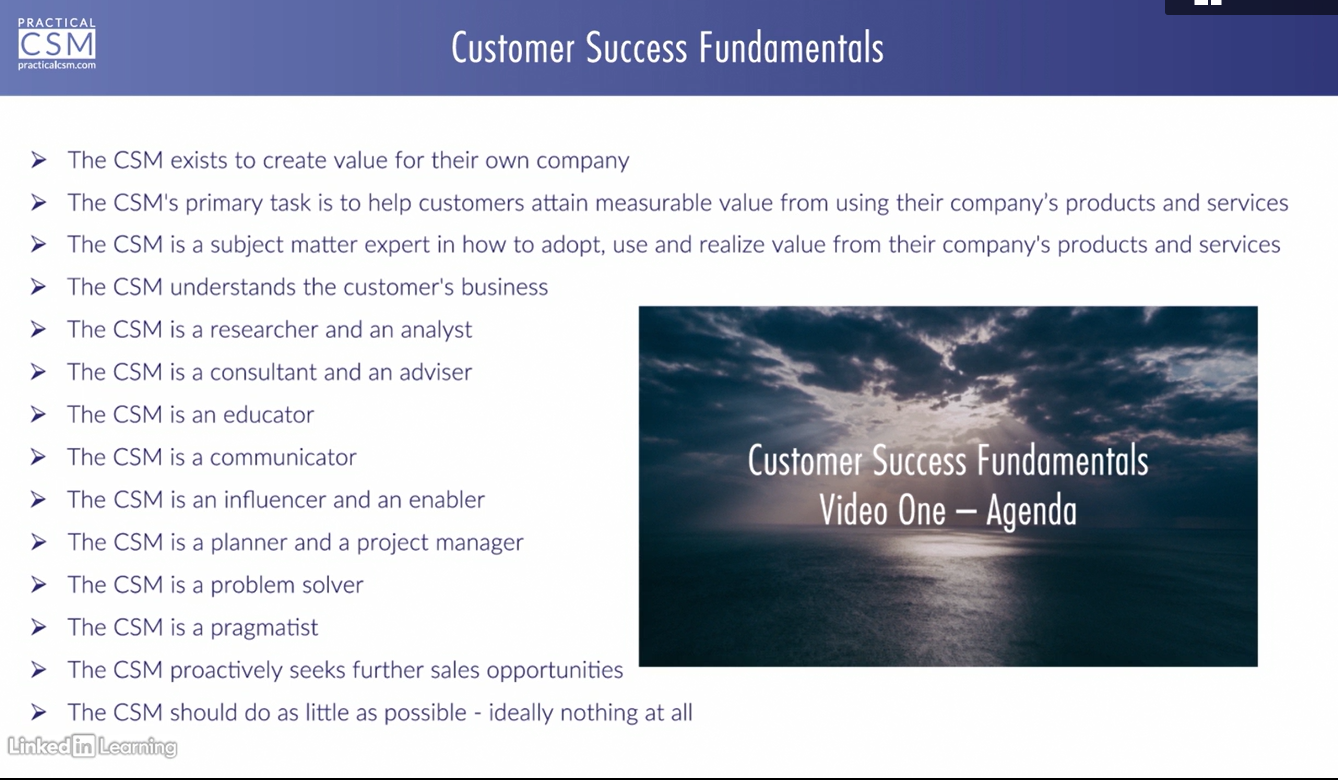 PRACTICAL
CSM
practicalcsm.com
Customer Success Fundamentals
The CSM exists to create value for their own company
The CSM's primary task is to help customers attain measurable value from using their company’s products and services
The CSM is a subject matter expert in how to adopt, use and realize value from their company's products and services
The CSM understands the customer's business
The CSM is a researcher and an analyst
The CSM is a consultant and an adviser
The CSM is an educator
The CSM is a communicator
The CSM is an influencer and an enabler
The CSM is a planner and a project manager
The CSM is a problem solver
The CSM is a pragmatist
The CSM proactively seeks further sales opportunities
The CSM should do as little as possible - ideally nothing at all
Customer Success Fundamentals
Video One – Agenda
Linked in Learning